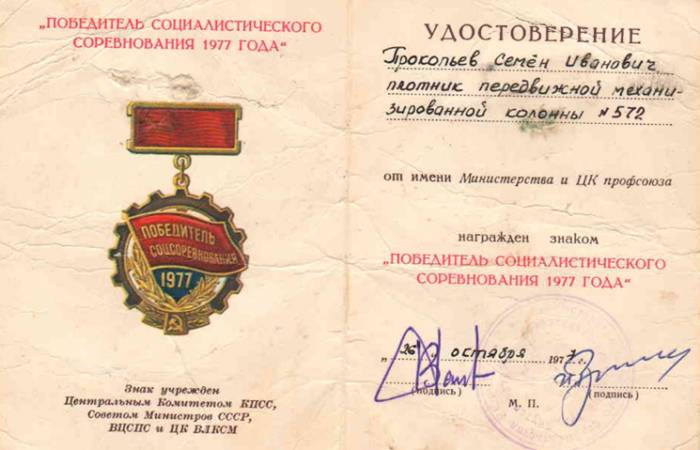 „ПОБЕДИТЕЛЬ СОЦИАЛИСТИЧЕСКОГО
СОРЕВНОВАНИЯ 1977 ГОДА“
ПОБЕДИТЕЛЬ
СОЦСОРЕВНОВАНИЯ
1977
Знак учрежден
Центральным Комитетом КПСС,
Советом Министров СССР,
ВЦСПС и ЦК ВЛКСМ
УДОСТОВЕРЕНИЕ
Прокопьев Семён Иванович
плотник передвижной механи-
зированной колонны №572
от имени Министерства и ЦК профсоюза
награжден знаком
„ПОБЕДИТЕЛЬ СОЦИАЛИСТИЧЕСКОГО
СОРЕВНОВАНИЯ 1977 ГОДА“
„26“ октября 1977 г.
(подпись) М. П. (подпись)